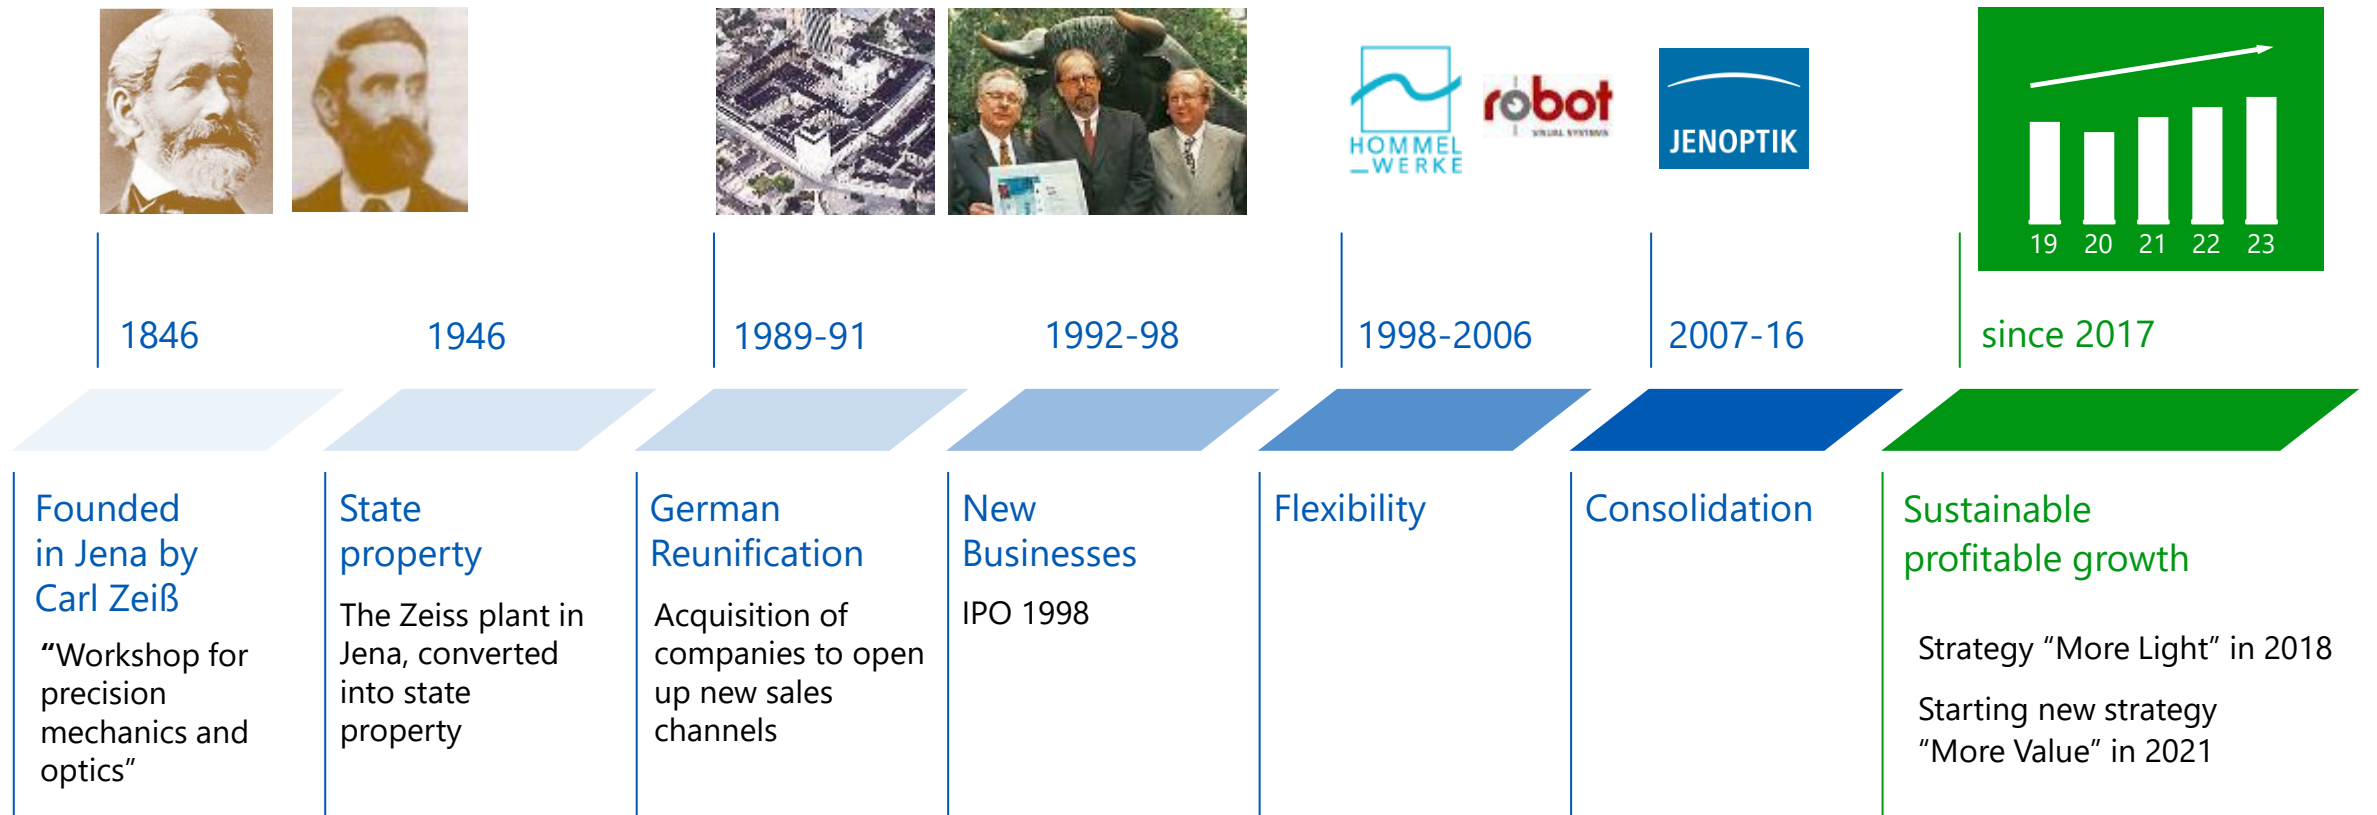 HOMMEL
_WERKE
robot
VISUAL SYSTEMS
JENOPTIK
19 20 21 22 23
1846
1946
1989-91
1992-98
1998-2006
2007-16
since 2017
Founded
in Jena by
Carl Zeiß
“Workshop for
precision
mechanics and
optics”
State
property
The Zeiss plant in
Jena, converted
into state
property
German
Reunification
Acquisition of
companies to open
up new sales
channels
New
Businesses
IPO 1998
Flexibility
Consolidation
Sustainable
profitable growth
Strategy “More Light” in 2018
Starting new strategy
“More Value” in 2021